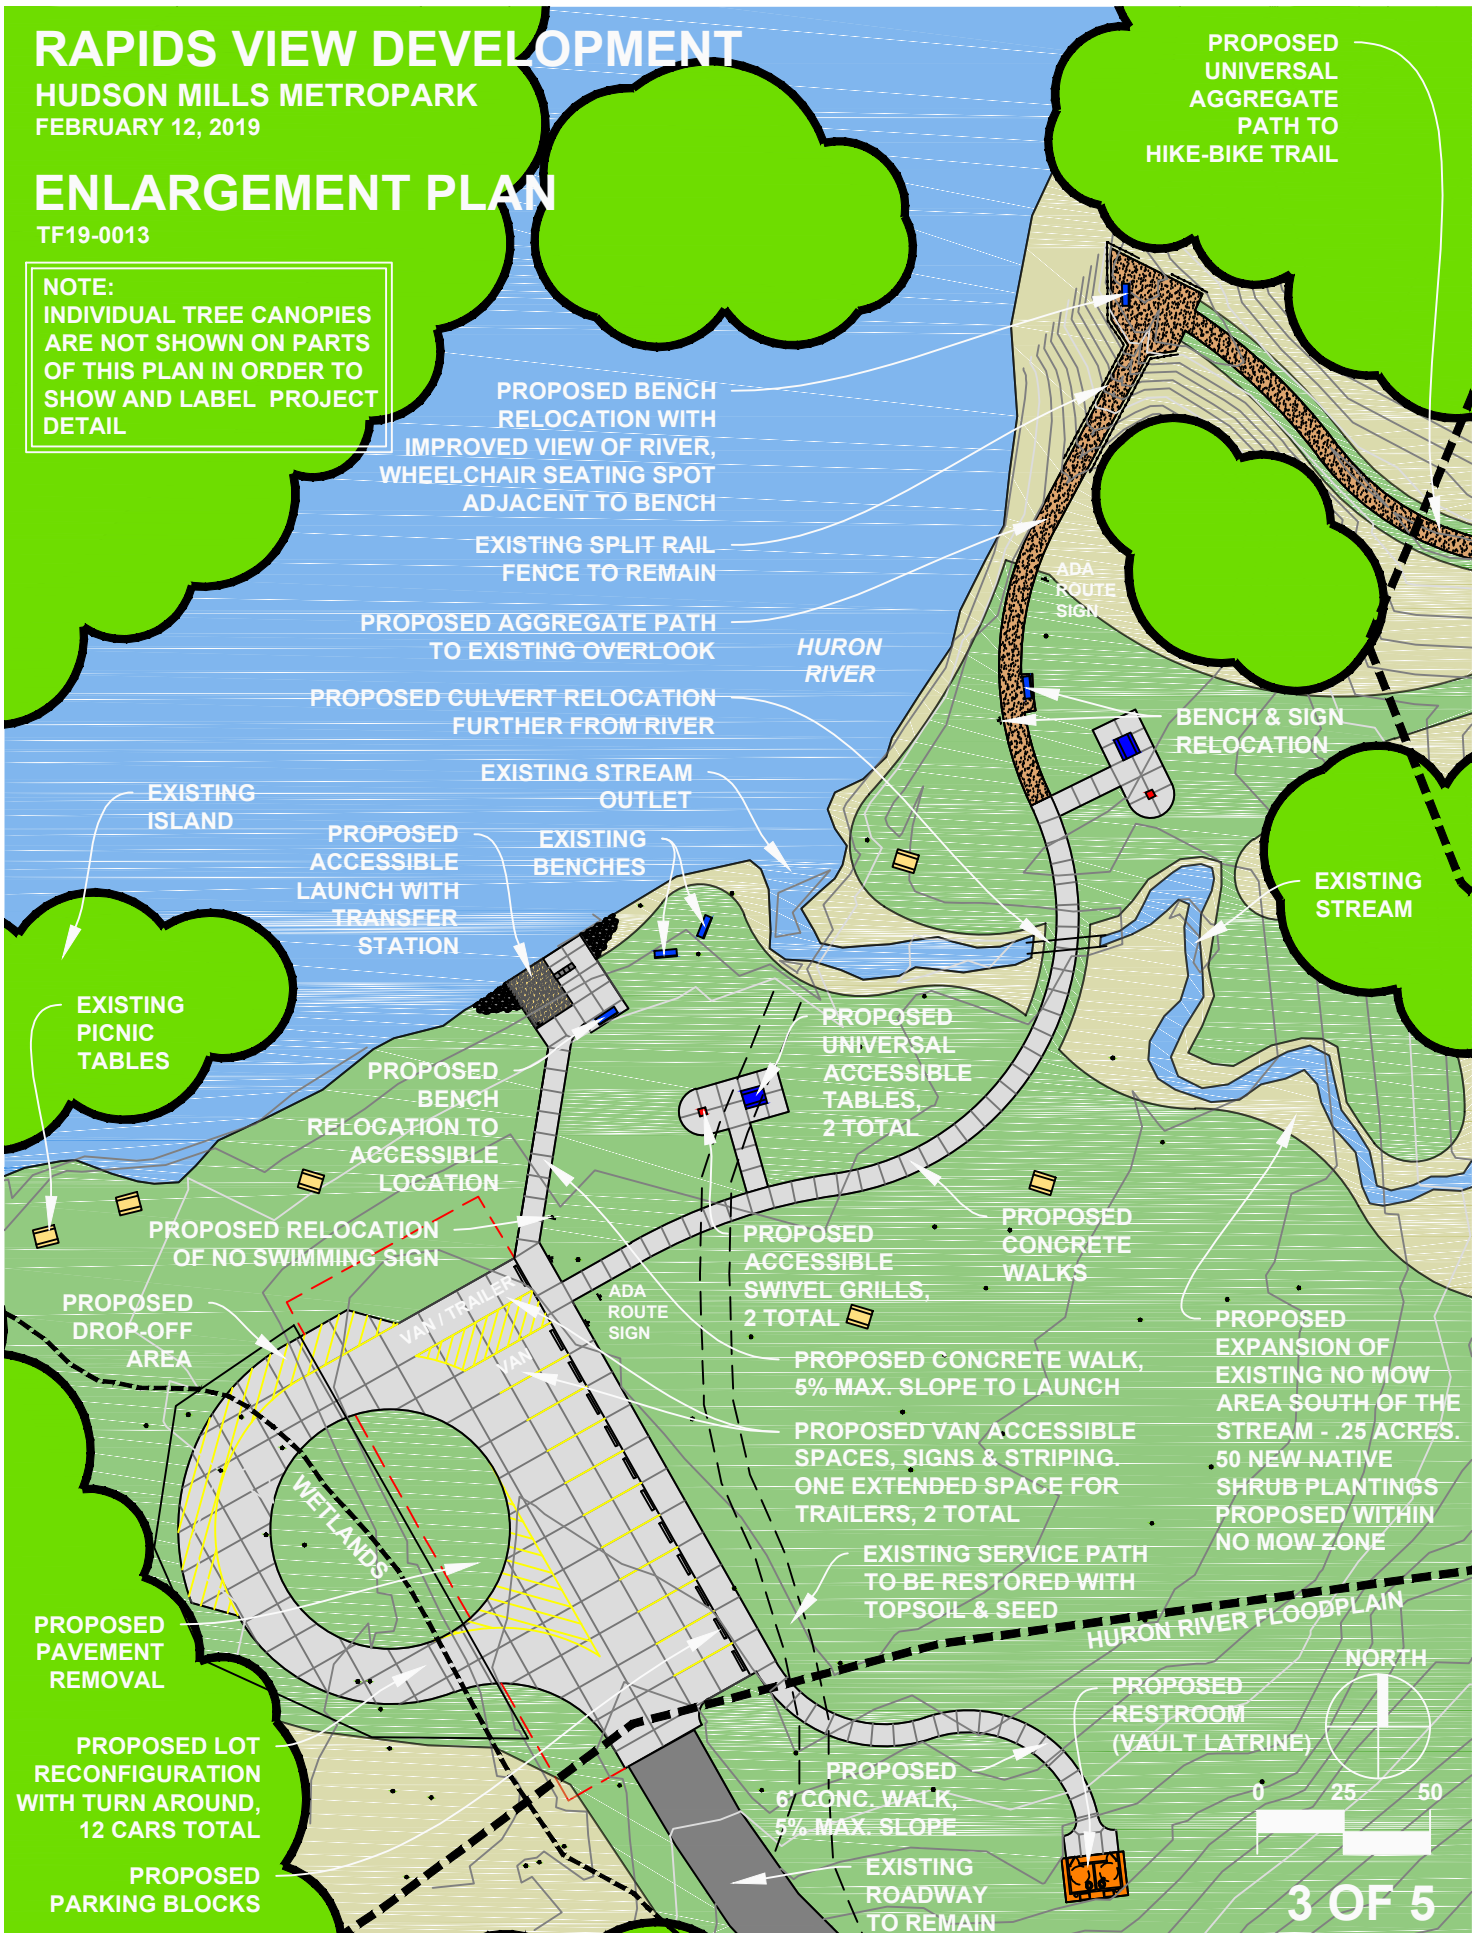 RAPIDS VIEW DEVELOPMENT
HUDSON MILLS METROPARK
FEBRUARY 12, 2019
ENLARGEMENT PLAN
TF19-0013
NOTE:
INDIVIDUAL TREE CANOPIES
ARE NOT SHOWN ON PARTS
OF THIS PLAN IN ORDER TO
SHOW AND LABEL PROJECT
DETAIL
PROPOSED
UNIVERSAL
AGGREGATE
PATH TO
HIKE-BIKE TRAIL
PROPOSED BENCH
RELOCATION WITH
IMPROVED VIEW OF RIVER,
WHEELCHAIR SEATING SPOT
ADJACENT TO BENCH
EXISTING SPLIT RAIL
FENCE TO REMAIN
ADA
ROUTE
SIGN
PROPOSED AGGREGATE PATH
TO EXISTING OVERLOOK
HURON
RIVER
PROPOSED CULVERT RELOCATION
FURTHER FROM RIVER
BENCH & SIGN
RELOCATION
EXISTING STREAM
OUTLET
EXISTING
ISLAND
PROPOSED
ACCESSIBLE
LAUNCH WITH
TRANSFER
STATION
EXISTING
BENCHES
EXISTING
STREAM
EXISTING
PICNIC
TABLES
PROPOSED
UNIVERSAL
ACCESSIBLE
TABLES,
2 TOTAL
PROPOSED
BENCH
RELOCATION TO
ACCESSIBLE
LOCATION
PROPOSED RELOCATION
OF NO SWIMMING SIGN
PROPOSED
ACCESSIBLE
SWIVEL GRILLS,
2 TOTAL
PROPOSED
CONCRETE
WALKS
PROPOSED
DROP-OFF
AREA
VAN / TRAILER
VAN
ADA
ROUTE
SIGN
PROPOSED
EXPANSION OF
EXISTING NO MOW
AREA SOUTH OF THE
STREAM - .25 ACRES.
50 NEW NATIVE
SHRUB PLANTINGS
PROPOSED WITHIN
NO MOW ZONE
PROPOSED CONCRETE WALK,
5% MAX. SLOPE TO LAUNCH
PROPOSED VAN ACCESSIBLE
SPACES, SIGNS & STRIPING.
ONE EXTENDED SPACE FOR
TRAILERS, 2 TOTAL
WETLANDS
EXISTING SERVICE PATH
TO BE RESTORED WITH
TOPSOIL & SEED
HURON RIVER FLOODPLAIN
PROPOSED
PAVEMENT
REMOVAL
NORTH
PROPOSED
RESTROOM
(VAULT LATRINE)
PROPOSED LOT
RECONFIGURATION
WITH TURN AROUND,
12 CARS TOTAL
PROPOSED
6' CONC. WALK,
5% MAX. SLOPE
0 25 50
PROPOSED
PARKING BLOCKS
EXISTING
ROADWAY
TO REMAIN
3 OF 5